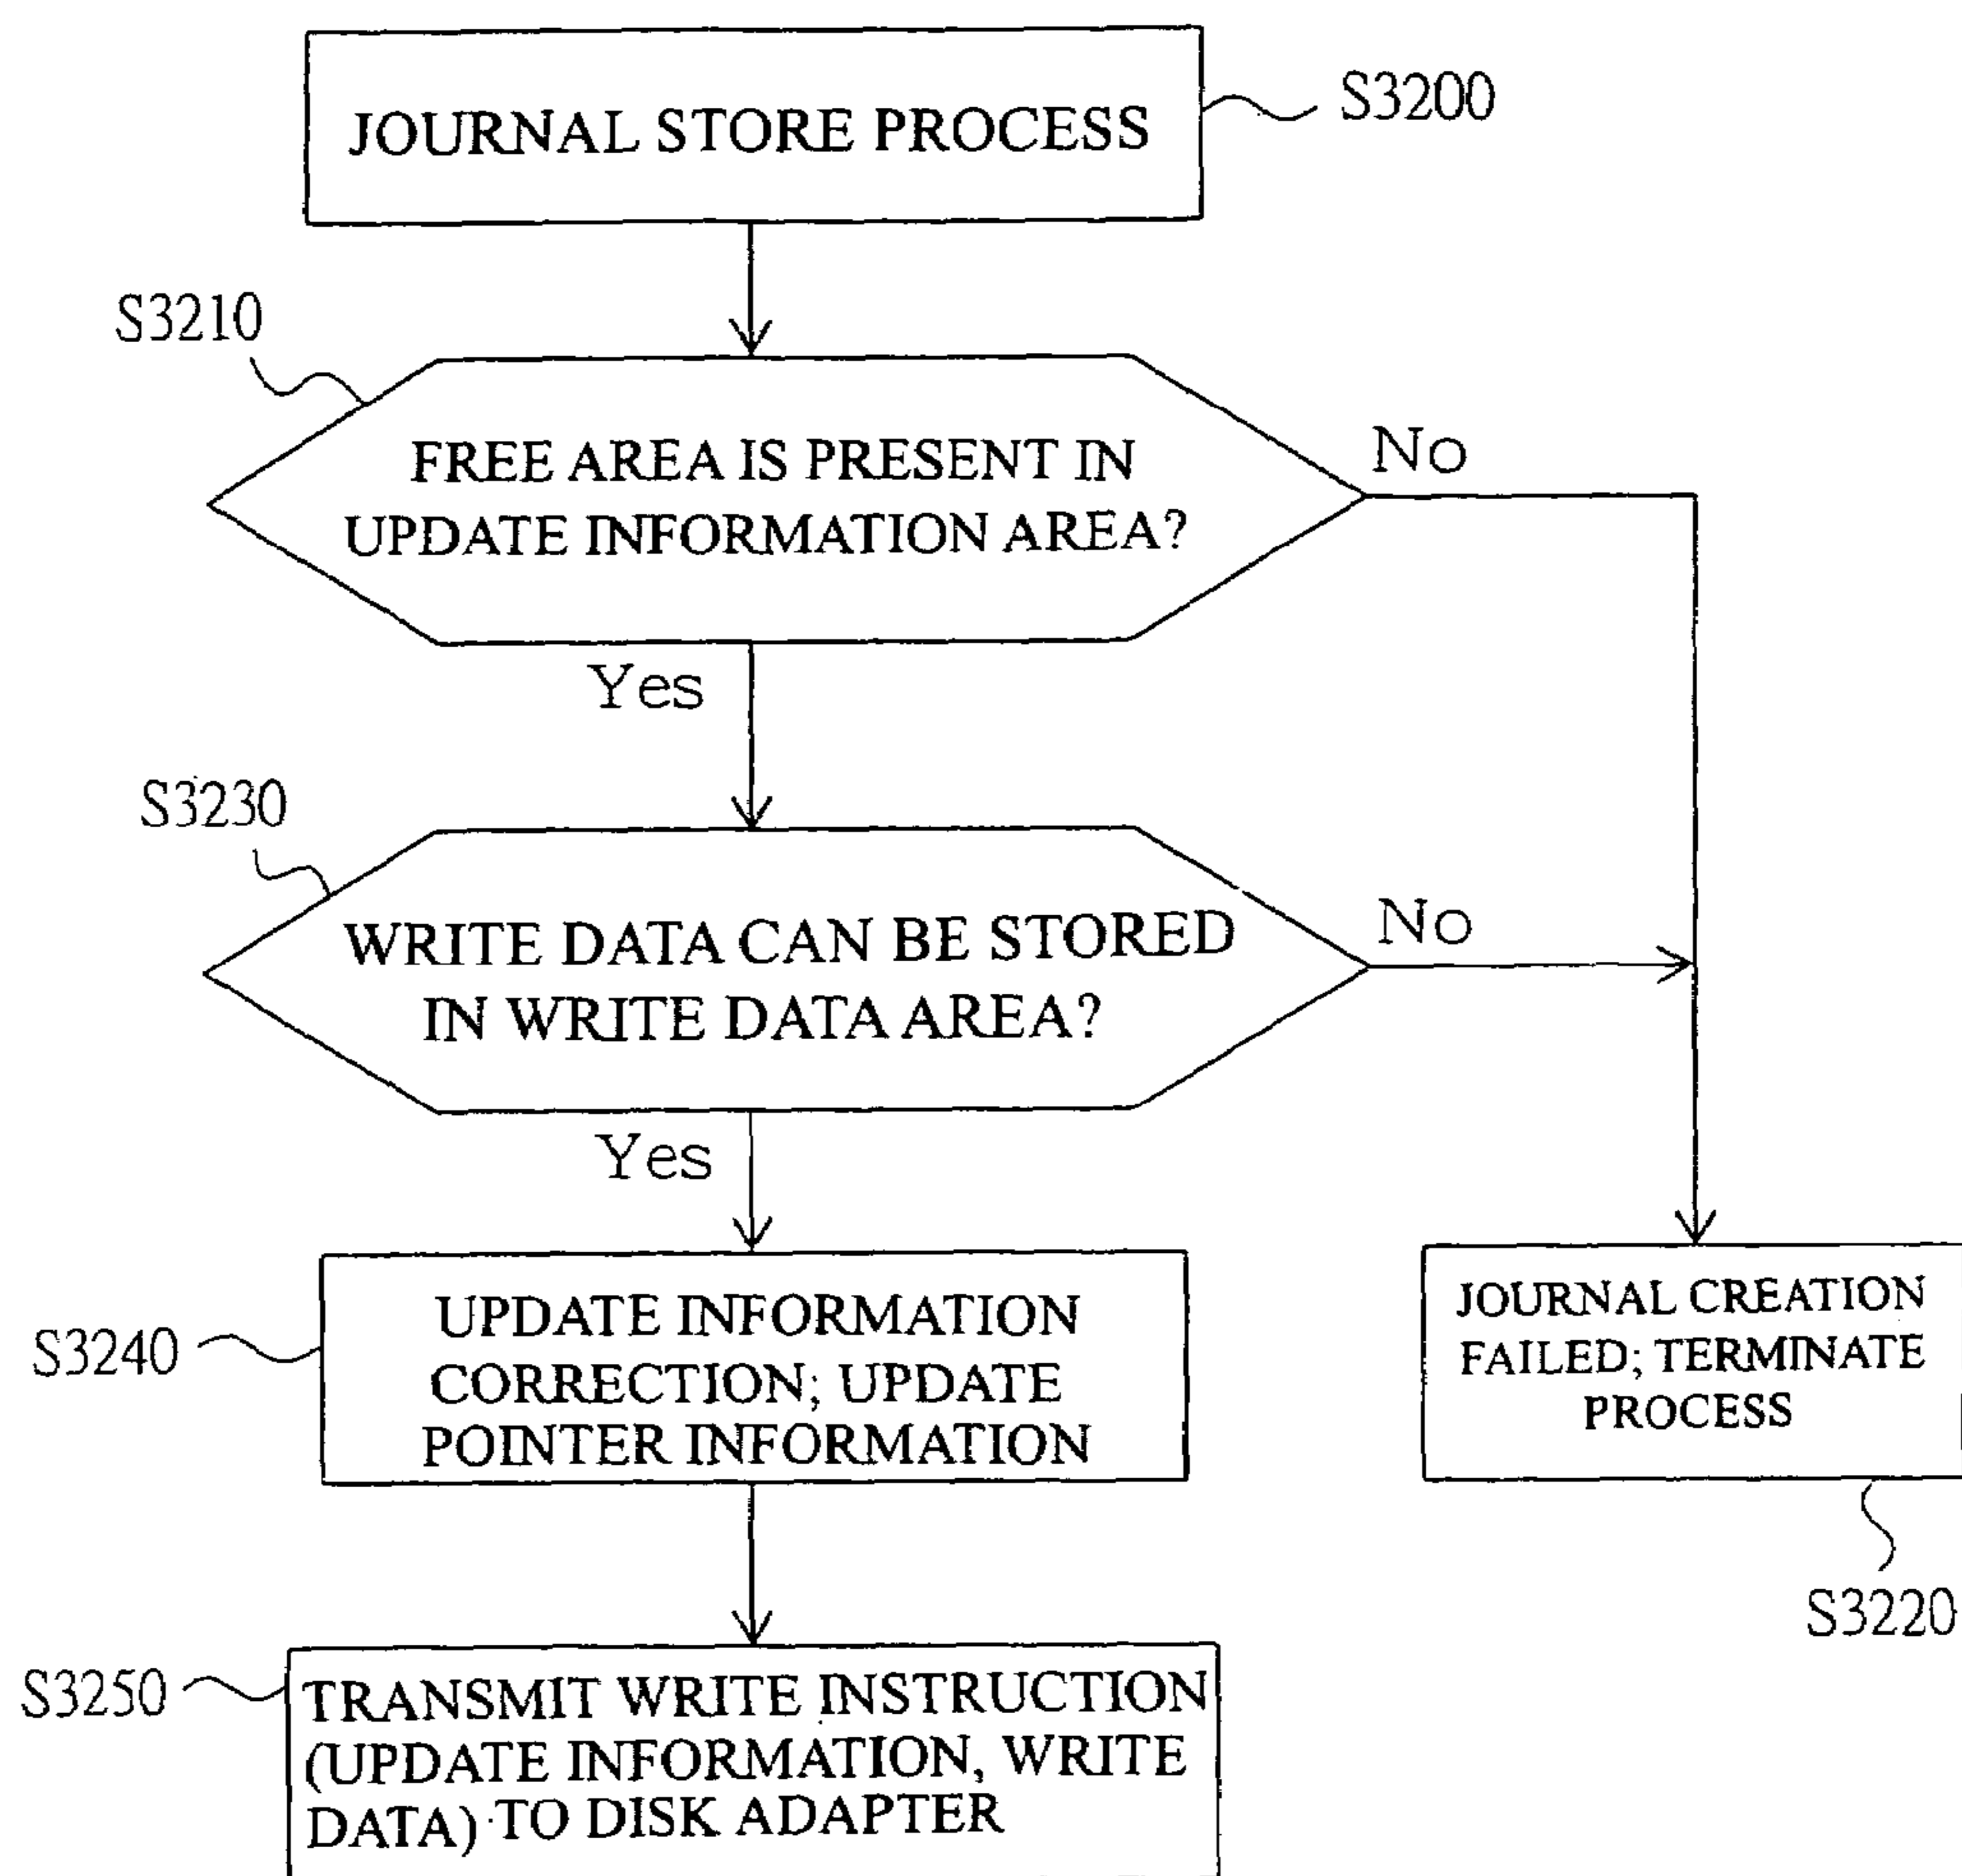 JOURNAL STORE PROCESS
S3200
S3210
FREE AREA IS PRESENT IN
UPDATE INFORMATION AREA?
No
Yes
S3230
WRITE DATA CAN BE STORED
IN WRITE DATA AREA?
No
Yes
S3240
UPDATE INFORMATION
CORRECTION; UPDATE
POINTER INFORMATION
JOURNAL CREATION
FAILED; TERMINATE
PROCESS
S3220
S3250
TRANSMIT WRITE INSTRUCTION
(UPDATE INFORMATION, WRITE
DATA) TO DISK ADAPTER